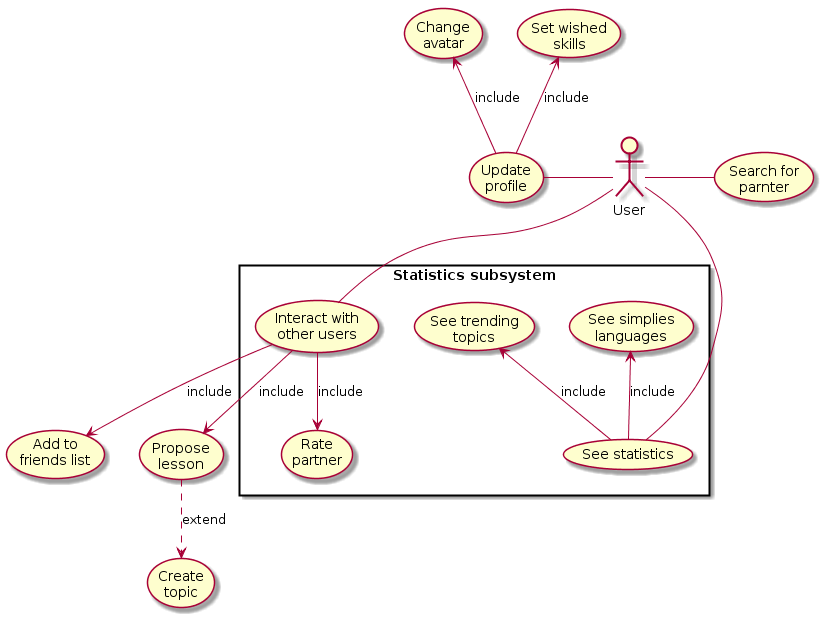 Change
avatar
Set wished
skills
include
include
Update
profile
User
Search for
parnter
Statistics subsystem
Interact with
other users
See trending
topics
See simplies
languages
include
include
include
include
include
Add to
friends list
Propose
lesson
Rate
partner
See statistics
extend
Create
topic